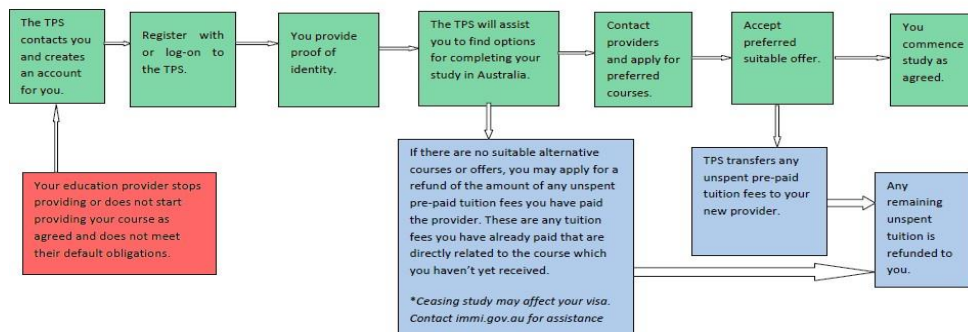 The TPS
contacts you
and creates
an account
for you.
Register with
or log-on to
the TPS.
You provide
proof of
identity.
The TPS will assist
you to find options
for completing your
study in Australia.
Contact
providers
and apply for
preferred
courses.
Accept
preferred
suitable offer.
You
commence
study as
agreed.
Your education provider stops
providing or does not start
providing your course as
agreed and does not meet
their default obligations.
If there are no suitable alternative
courses or offers, you may apply for a
refund of the amount of any unspent
pre-paid tuition fees you have paid
the provider. These are any tuition
fees you have already paid that are
directly related to the course which
you haven't yet received.
*Ceasing study may affect your visa.
Contact immi.gov.au for assistance
TPS transfers any
unspent pre-paid
tuition fees to your
new provider.
Any
remaining
unspent
tuition is
refunded to
you.